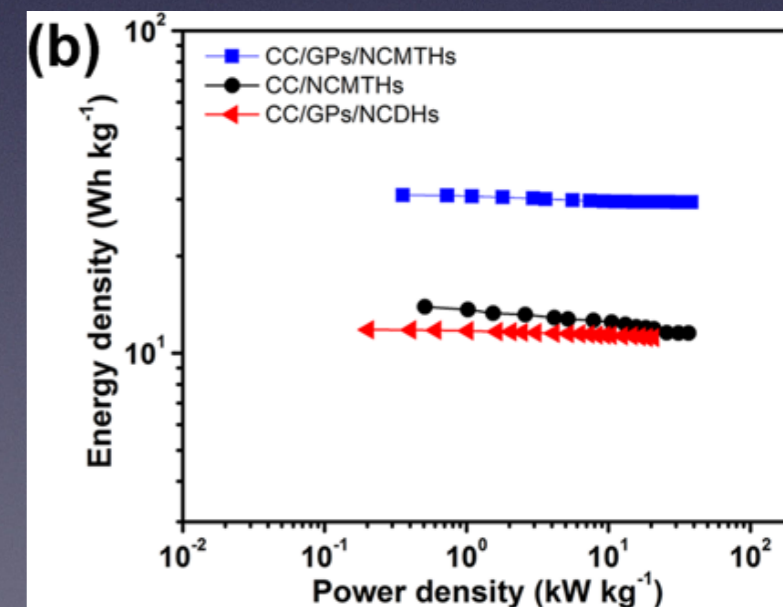 (b)
CC/GPs/NCMTHs
CC/NCMTHs
CC/GPs/NCDHs
Energy density (Wh kg⁻¹)
10²
10¹
10⁻² 10⁻¹ 10⁰ 10¹ 10²
Power density (kW kg⁻¹)